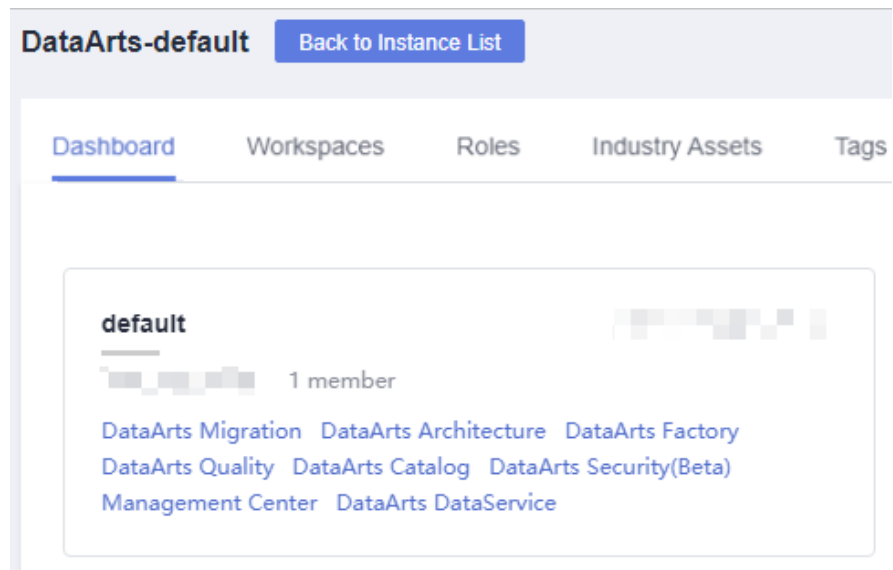 DataArts-default Back to Instance List
Dashboard Workspaces Roles Industry Assets Tags
default
1 member
DataArts Migration DataArts Architecture DataArts Factory
DataArts Quality DataArts Catalog DataArts Security(Beta)
Management Center DataArts DataService